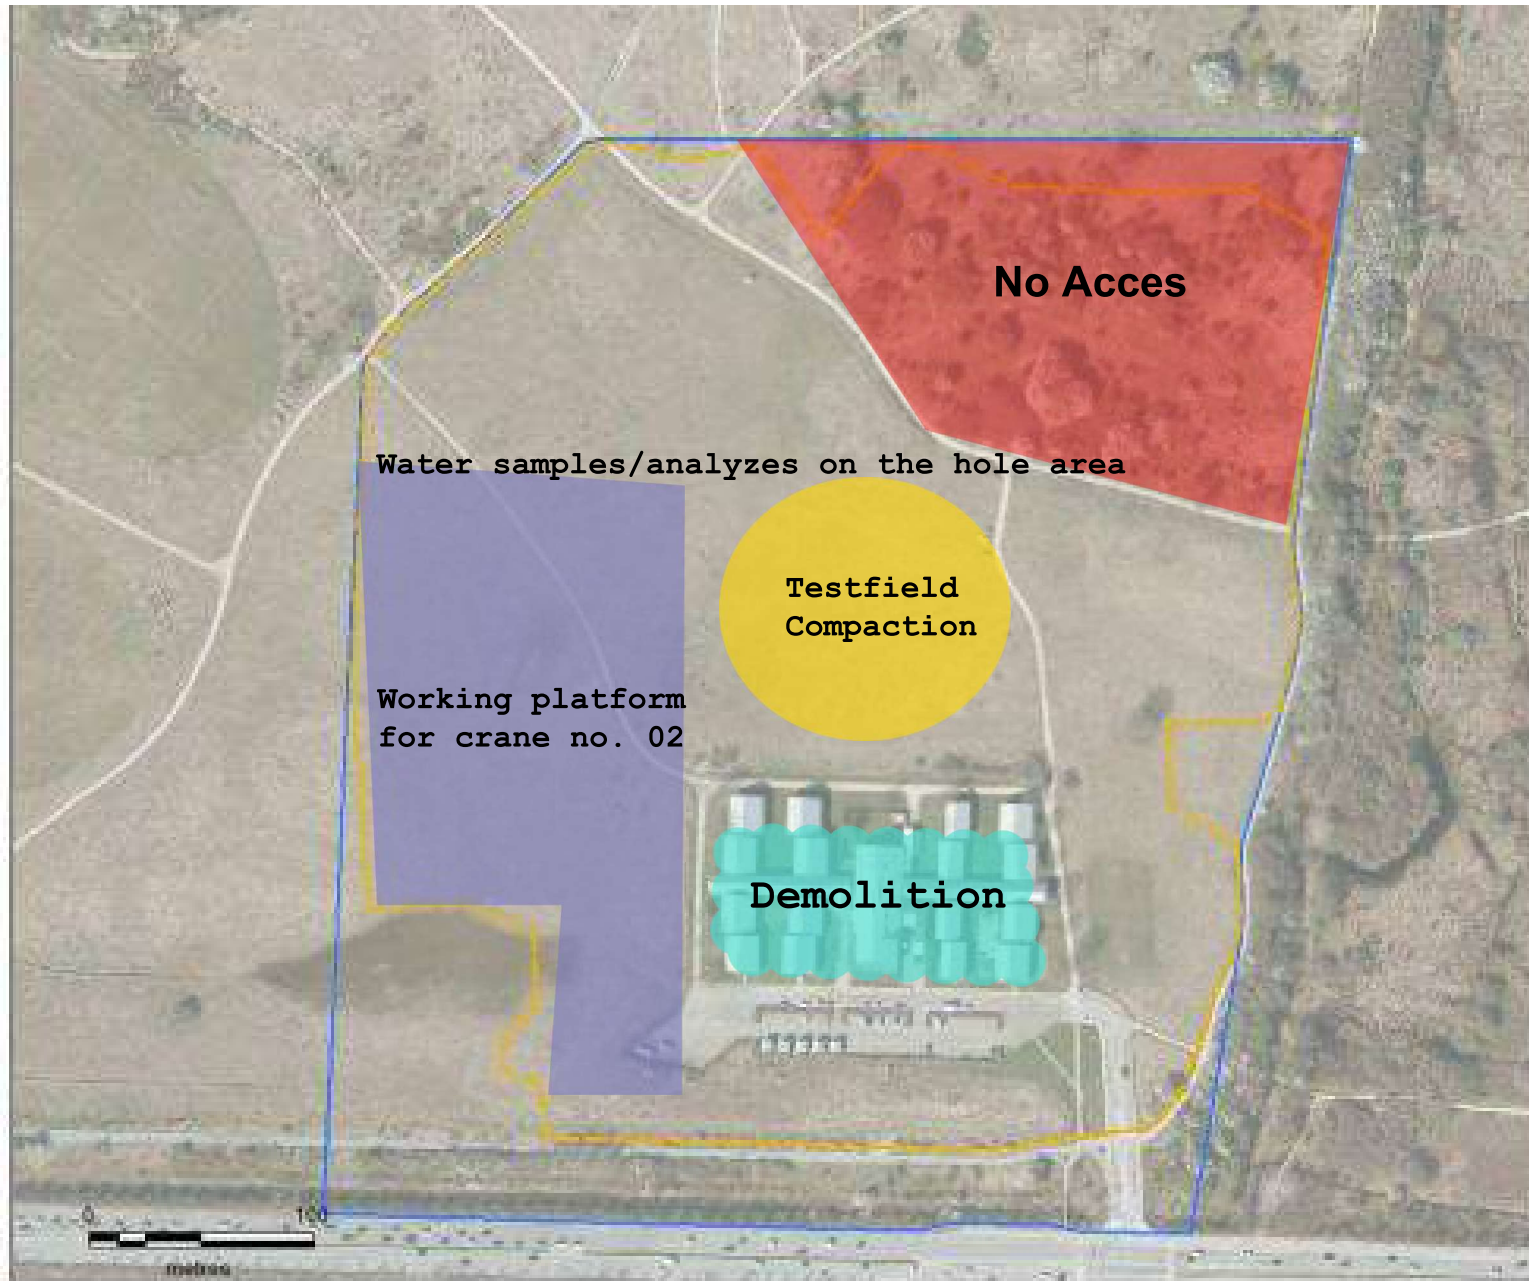 No Acces
Water samples/analyzes on the hole area
Testfield
Compaction
Working platform
for crane no. 02
Demolition
0 100
metres